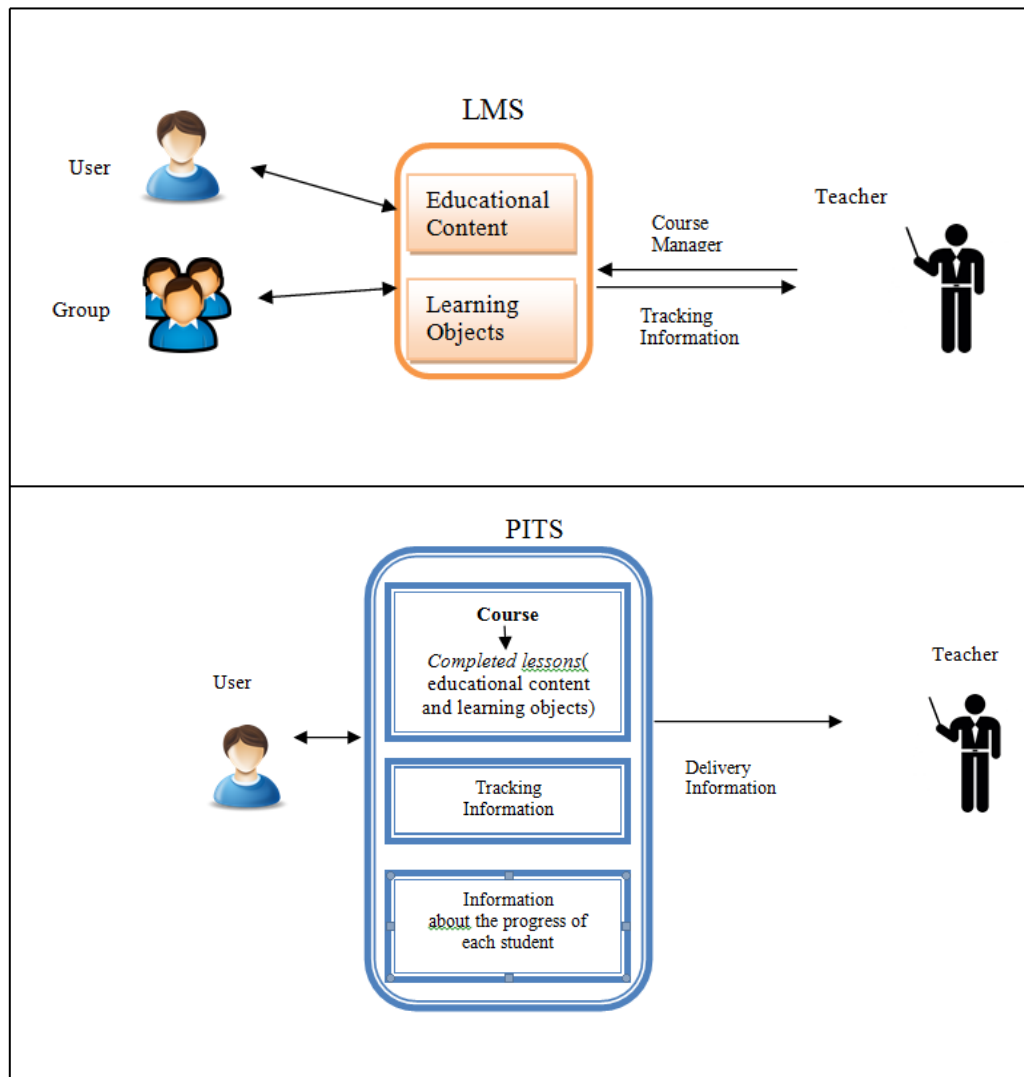 LMS
User
Educational
Content
Group
Learning
Objects
Course
Manager
Tracking
Information
Teacher
PITS
User
Course
Completed lessons(
educational content
and learning objects)
Tracking
Information
Information
about the progress of
each student
Delivery
Information
Teacher